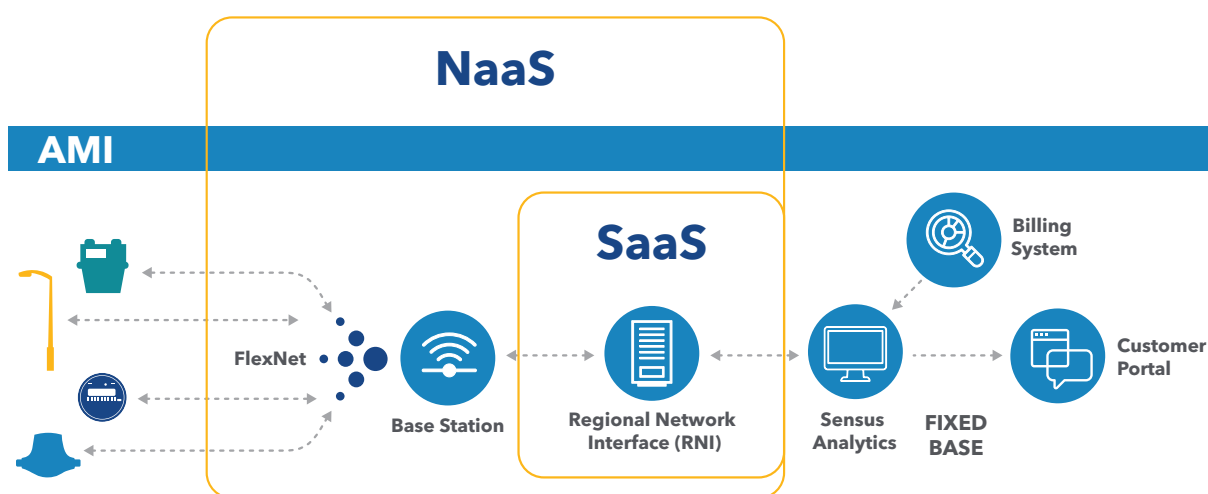 NaaS
AMI
SaaS
Billing
System
FlexNet
Customer
Portal
Base Station
Regional Network
Interface (RNI)
Sensus
Analytics
FIXED
BASE